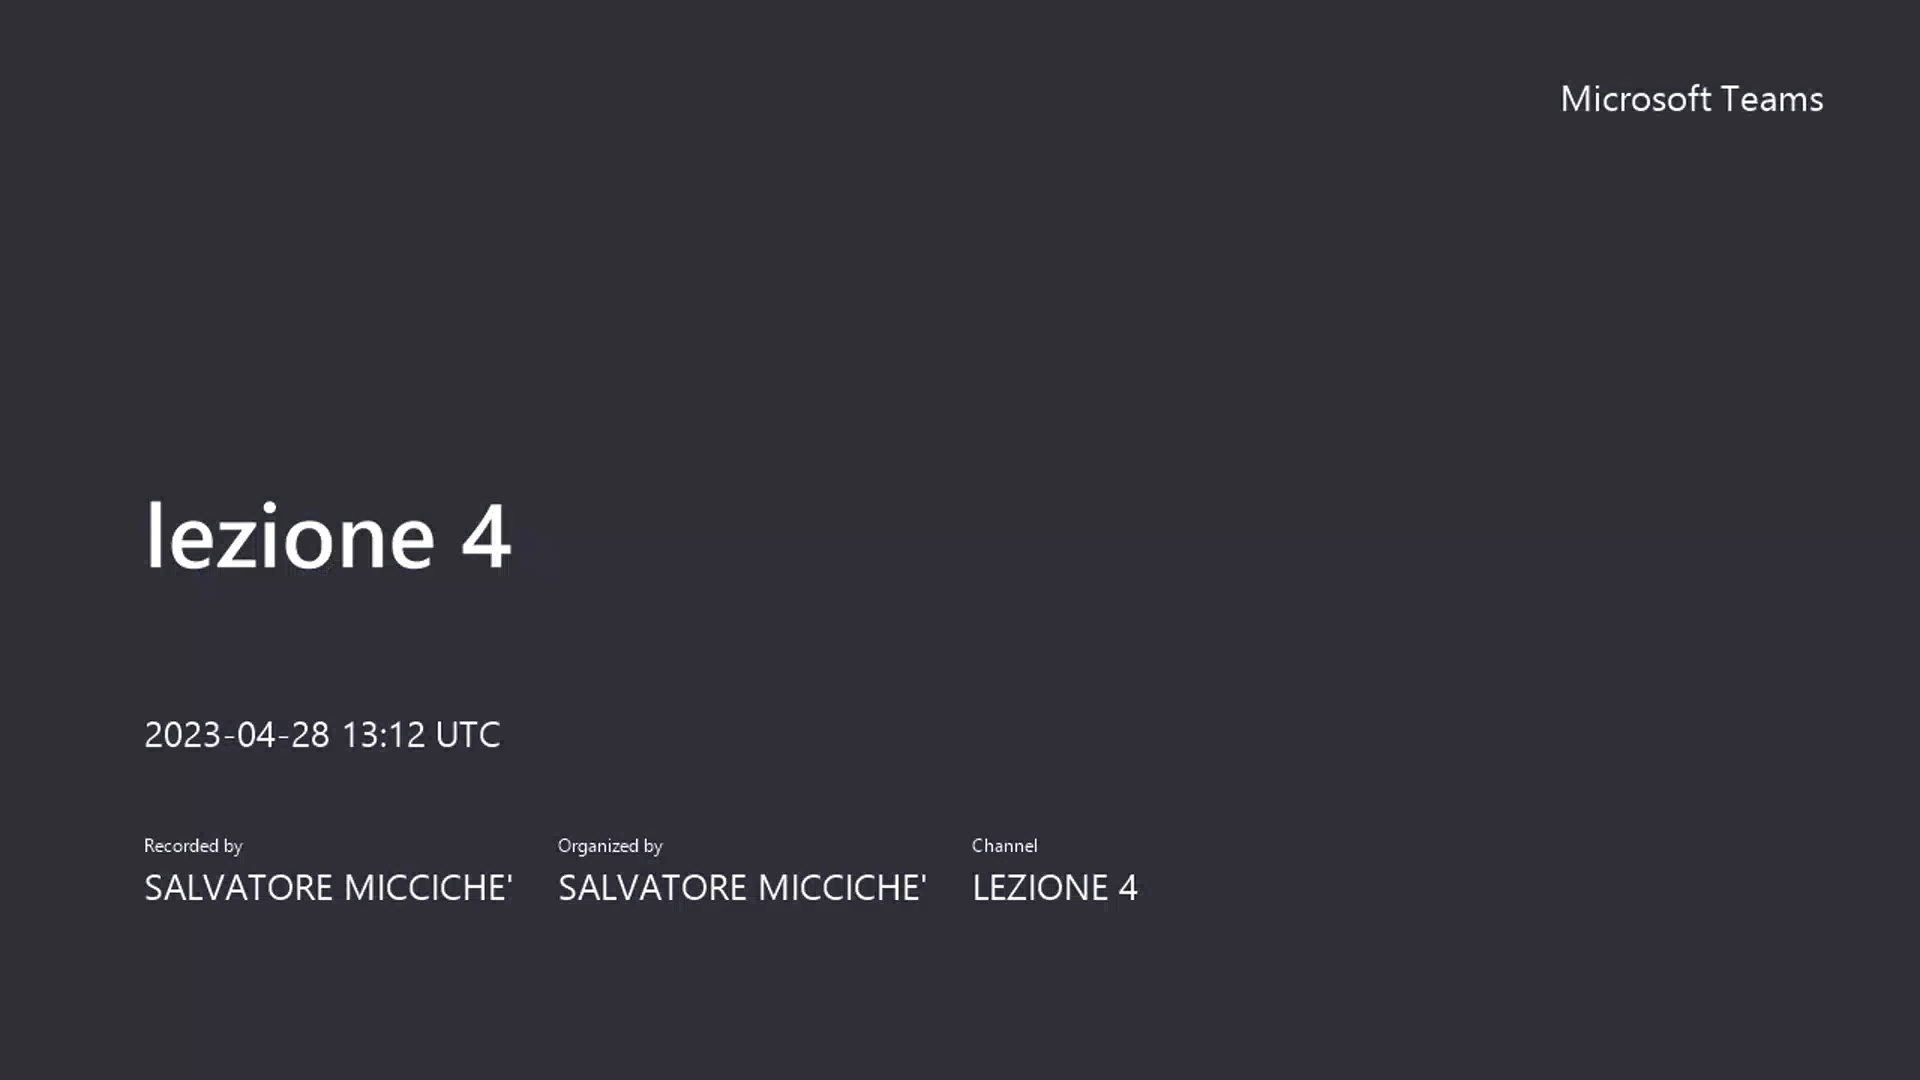 Microsoft Teams
lezione 4
2023-04-28 13:12 UTC
Recorded by
SALVATORE MICCICHE'
Organized by
SALVATORE MICCICHE'
Channel
LEZIONE 4